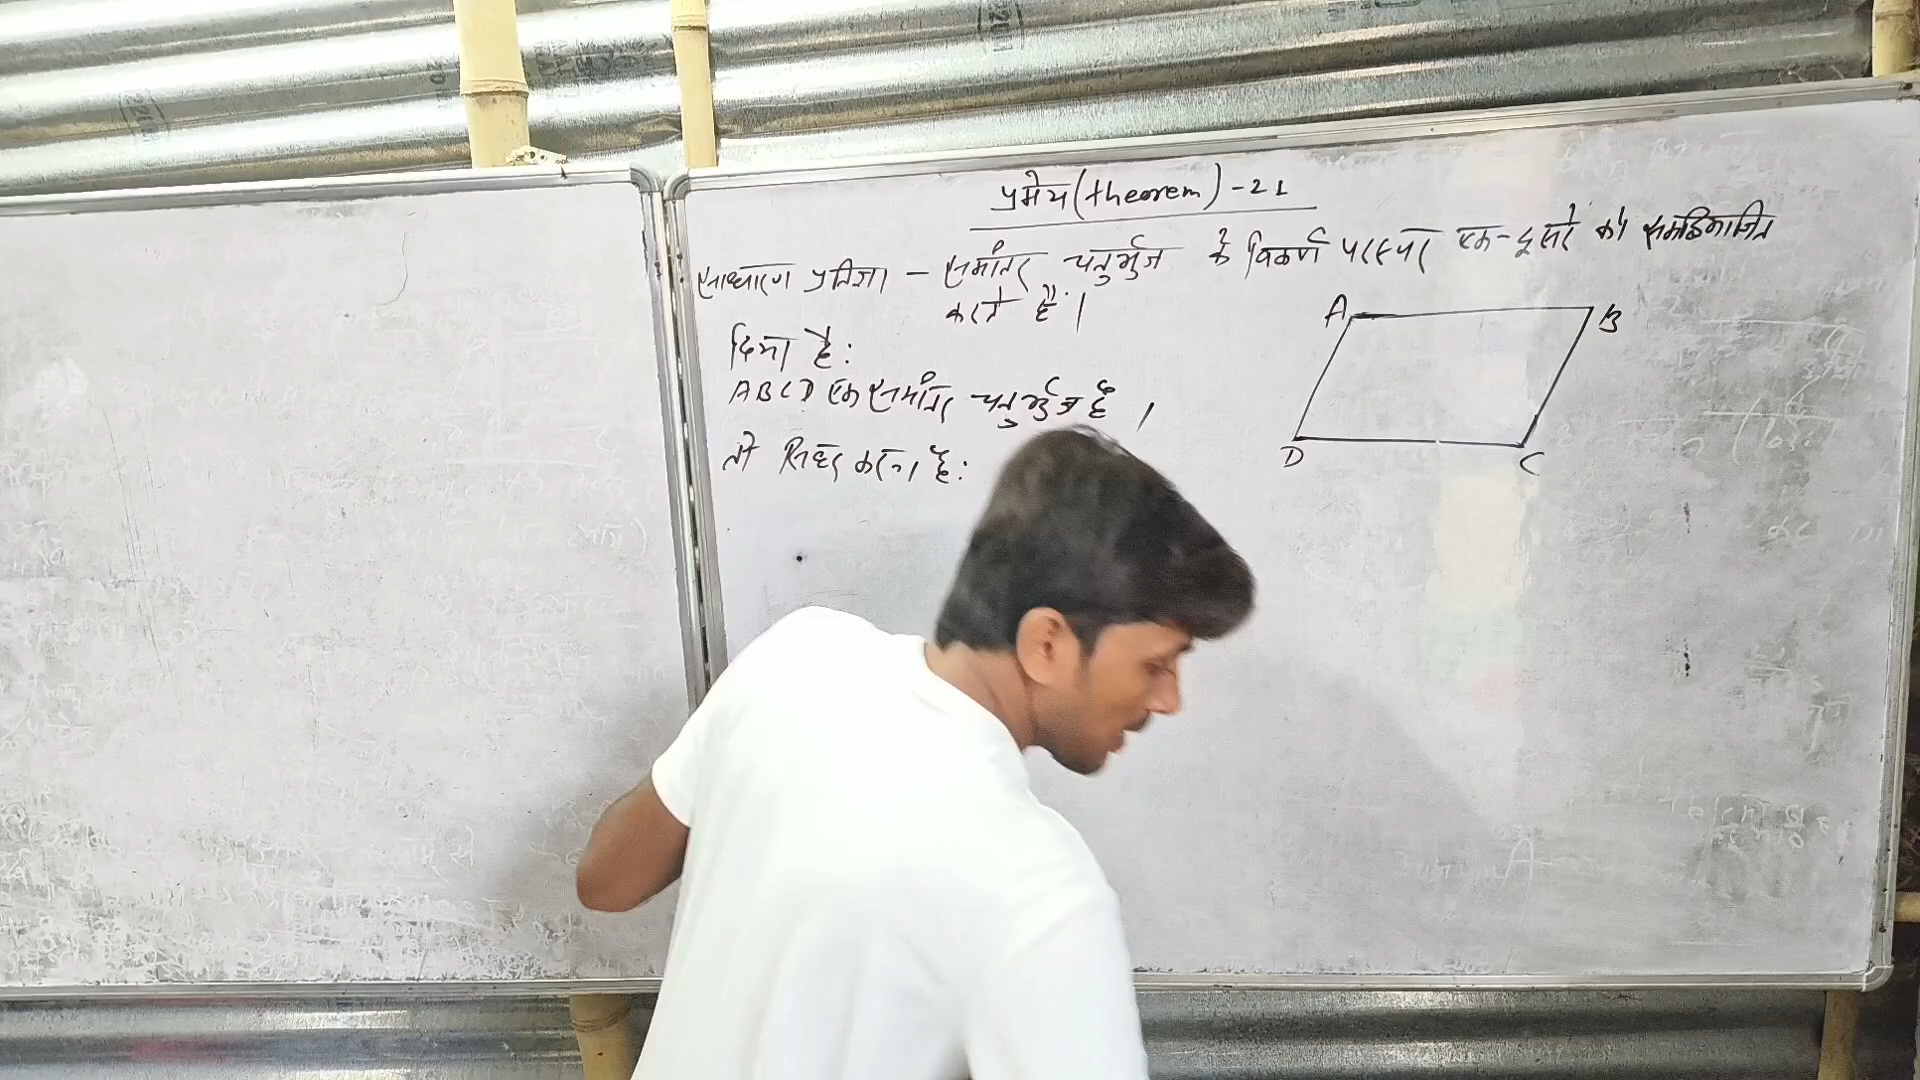 प्रमेय (theorem) - 21
साधारण प्रतिज्ञा - समांतर चतुर्भुज के विकर्ण परस्पर एक-दूसरे को समद्विभाजित
करते हैं।
A
B
दिया है:
ABCD एक समांतर चतुर्भुज है।
तो सिद्ध करना है:
D
C